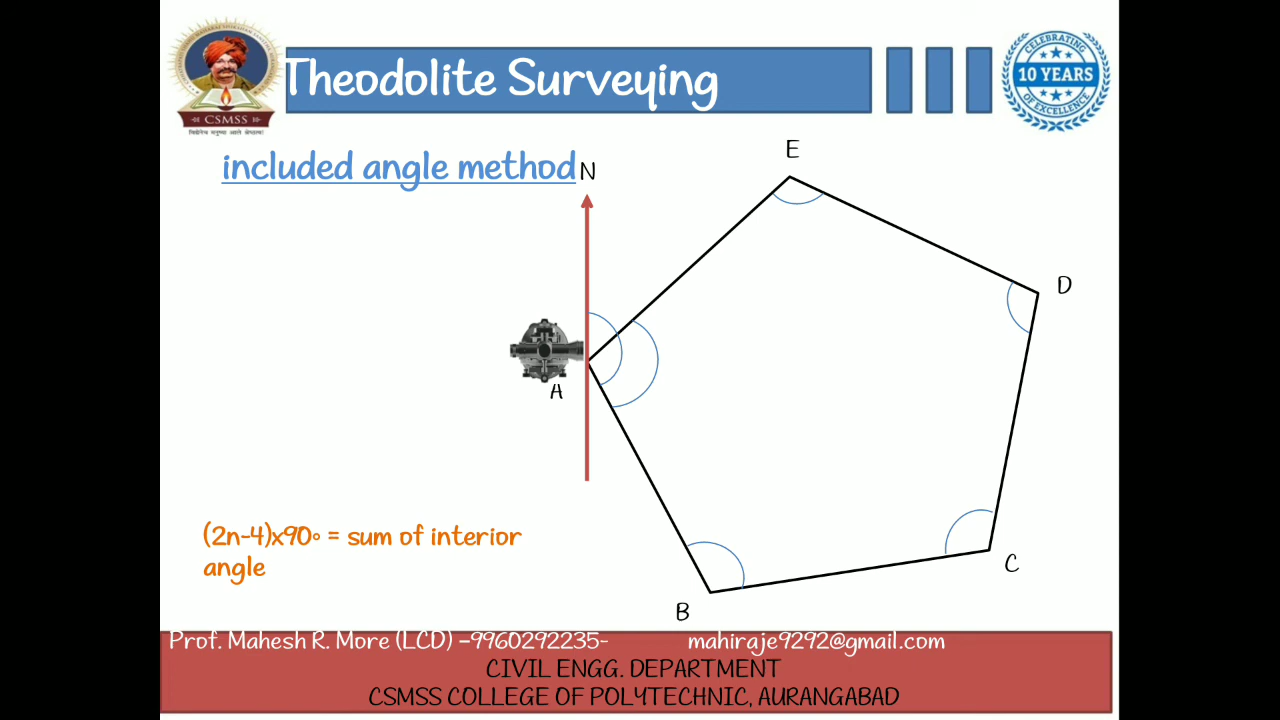 Theodolite Surveying
CSMSS
CELEBRATING
10 YEARS
OF EXCELLENCE
included angle method
N
E
D
A
C
B
(2n-4)x90° = sum of interior
angle
Prof. Mahesh R. More (LCD) -9960292235- mahiraje9292@gmail.com
CIVIL ENGG. DEPARTMENT
CSMSS COLLEGE OF POLYTECHNIC, AURANGABAD